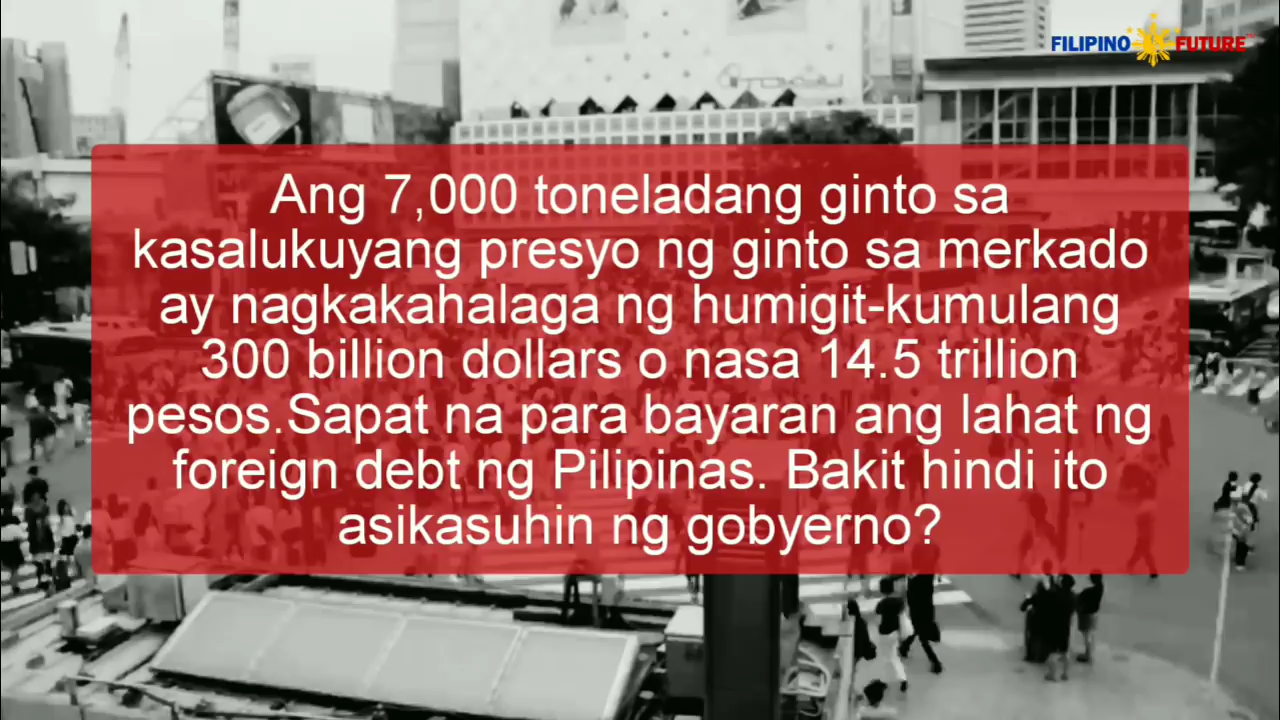 FILIPINO FUTURE
Ang 7,000 toneladang ginto sa
kasalukuyang presyo ng ginto sa merkado
ay nagkakahalaga ng humigit-kumulang
300 billion dollars o nasa 14.5 trillion
pesos.Sapat na para bayaran ang lahat ng
foreign debt ng Pilipinas. Bakit hindi ito
asikasuhin ng gobyerno?